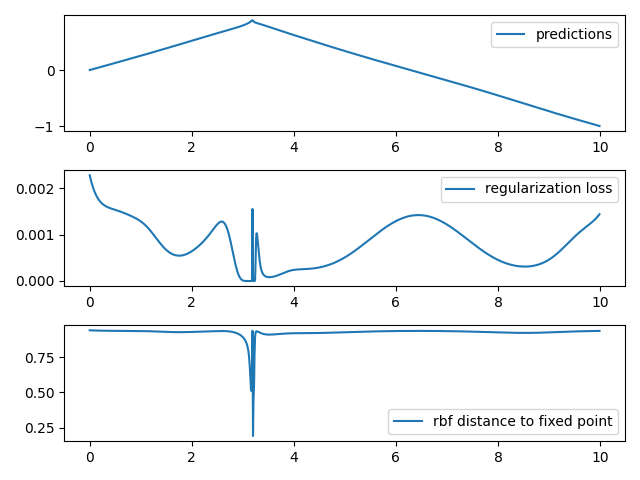 predictions
0
−1
0 2 4 6 8 10
regularization loss
0.002
0.001
0.000
0 2 4 6 8 10
0.75
0.50
0.25
rbf distance to fixed point
0 2 4 6 8 10